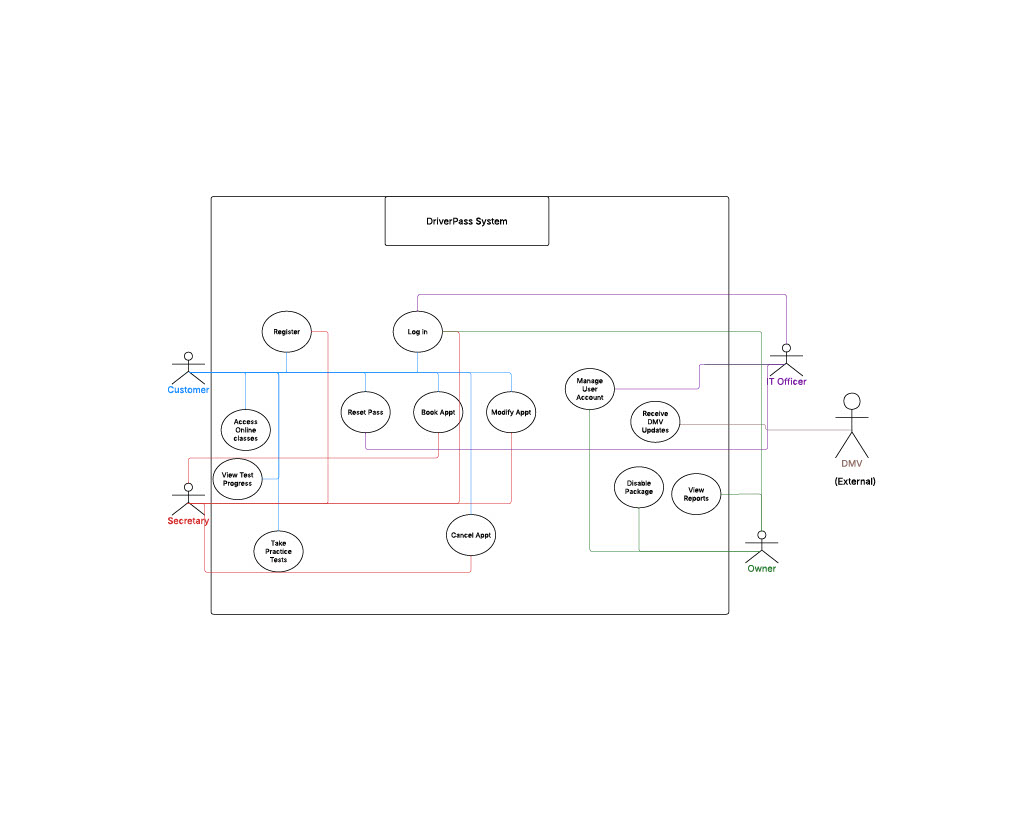 DriverPass System
Register
Log in
Customer
IT Officer
Manage
User
Account
Reset Pass
Book Appt
Modify Appt
Access
Online
classes
Receive
DMV
Updates
DMV
(External)
View Test
Progress
Disable
Package
View
Reports
Secretary
Take
Practice
Tests
Cancel Appt
Owner